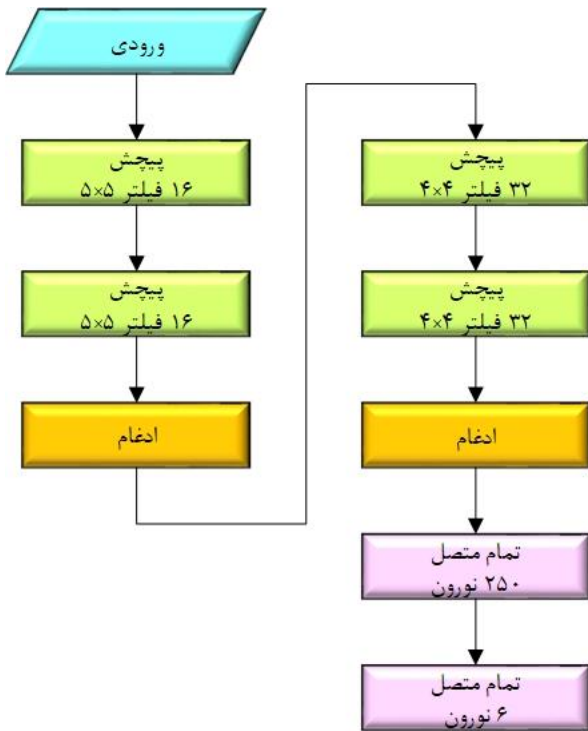 ورودی
پیچش
۱۶ فیلتر ۵×۵
پیچش
۱۶ فیلتر ۵×۵
ادغام
پیچش
۳۲ فیلتر ۴×۴
پیچش
۳۲ فیلتر ۴×۴
ادغام
تمام متصل
۲۵۰ نورون
تمام متصل
۶ نورون